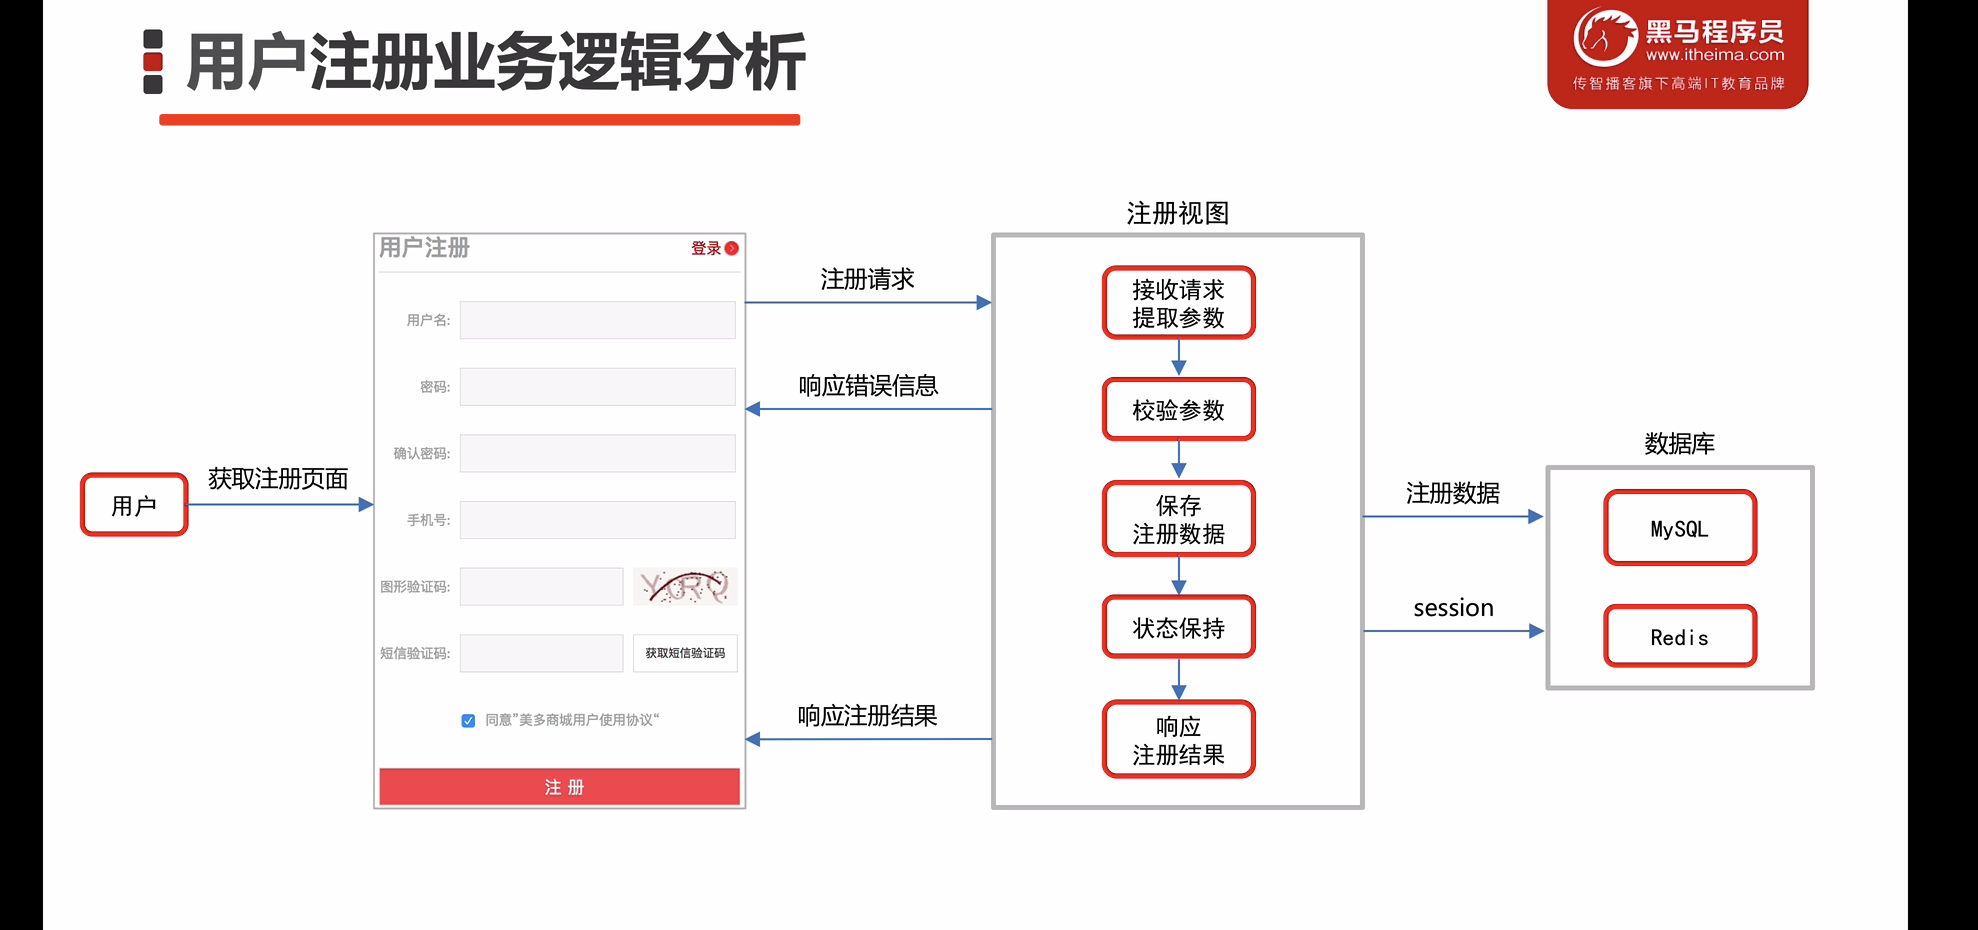 用户注册业务逻辑分析
黑马程序员
www.itheima.com
传智播客旗下高端IT教育品牌
用户
获取注册页面
用户注册
登录
用户名:
密码:
确认密码:
手机号:
图形验证码:
短信验证码:
获取短信验证码
同意”美多商城用户使用协议“
注 册
注册请求
响应错误信息
响应注册结果
注册视图
接收请求
提取参数
校验参数
保存
注册数据
状态保持
响应
注册结果
注册数据
session
数据库
MySQL
Redis